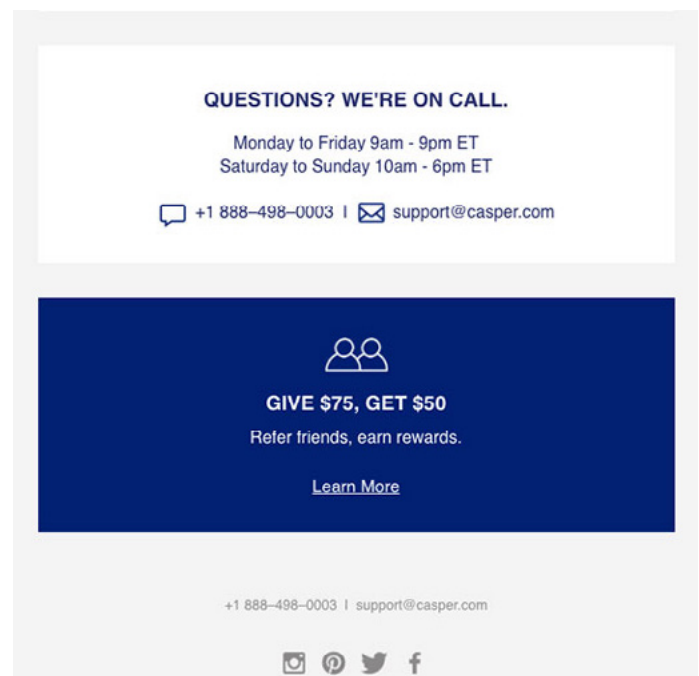 QUESTIONS? WE'RE ON CALL.
Monday to Friday 9am - 9pm ET
Saturday to Sunday 10am - 6pm ET
+1 888–498–0003 | support@casper.com
GIVE $75, GET $50
Refer friends, earn rewards.
Learn More
+1 888–498–0003 | support@casper.com